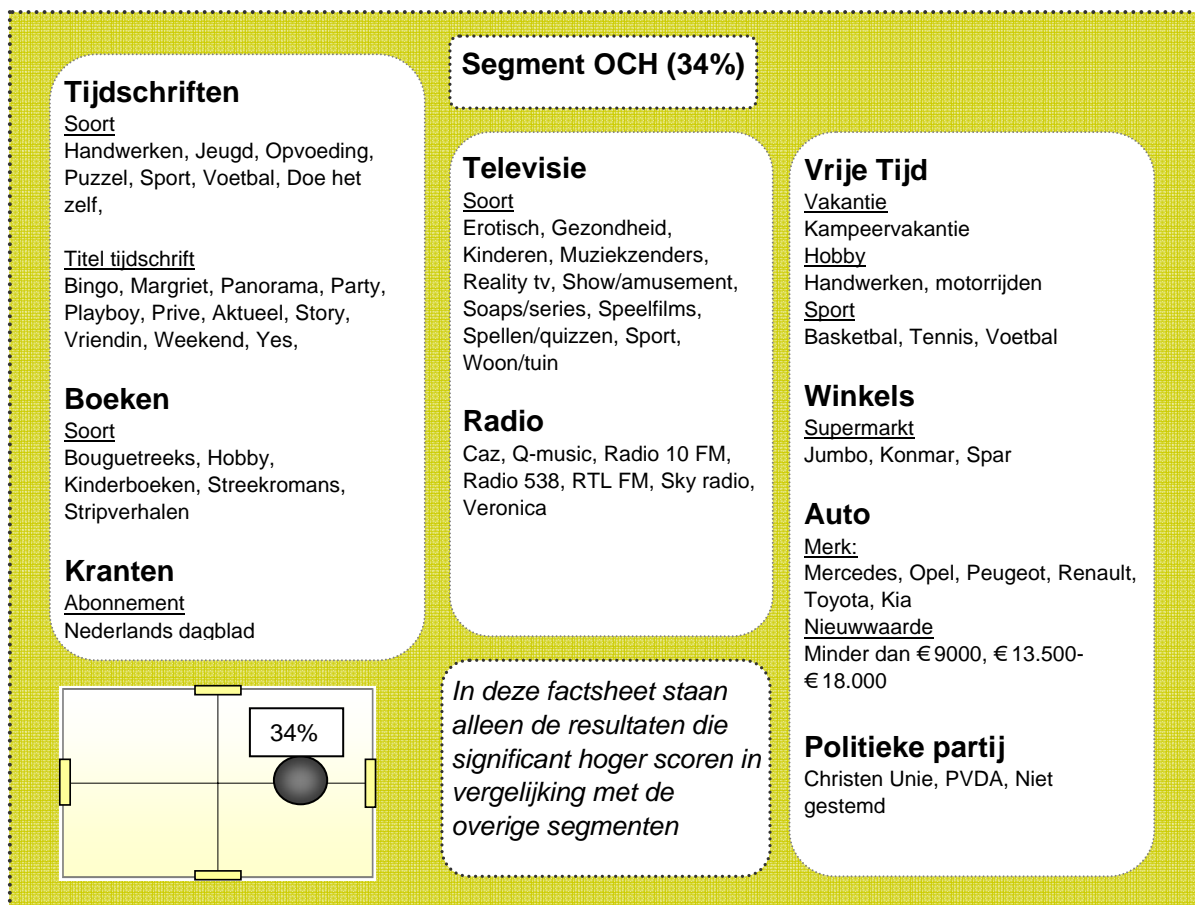 Segment OCH (34%)
Tijdschriften
Soort
Handwerken, Jeugd, Opvoeding,
Puzzel, Sport, Voetbal, Doe het
zelf,
Titel tijdschrift
Bingo, Margriet, Panorama, Party,
Playboy, Prive, Aktueel, Story,
Vriendin, Weekend, Yes,
Boeken
Soort
Bouguetreeks, Hobby,
Kinderboeken, Streekromans,
Stripverhalen
Kranten
Abonnement
Nederlands dagblad
34%
Televisie
Soort
Erotisch, Gezondheid,
Kinderen, Muziekzenders,
Reality tv, Show/amusement,
Soaps/series, Speelfilms,
Spellen/quizzen, Sport,
Woon/tuin
Radio
Caz, Q-music, Radio 10 FM,
Radio 538, RTL FM, Sky radio,
Veronica
In deze factsheet staan
alleen de resultaten die
significant hoger scoren in
vergelijking met de
overige segmenten
Vrije Tijd
Vakantie
Kampeervakantie
Hobby
Handwerken, motorrijden
Sport
Basketbal, Tennis, Voetbal
Winkels
Supermarkt
Jumbo, Konmar, Spar
Auto
Merk:
Mercedes, Opel, Peugeot, Renault,
Toyota, Kia
Nieuwwaarde
Minder dan € 9000, € 13.500-
€ 18.000
Politieke partij
Christen Unie, PVDA, Niet
gestemd